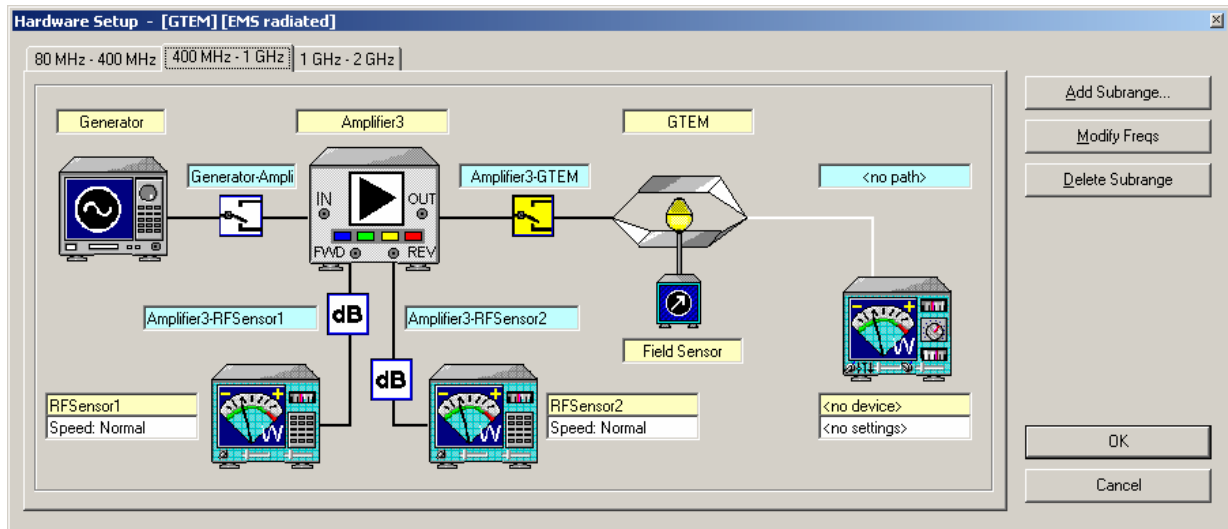 Hardware Setup - [GTEM] [EMS radiated]
80 MHz - 400 MHz
400 MHz - 1 GHz
1 GHz - 2 GHz
Add Subrange...
Modify Freqs
Delete Subrange
Generator
Amplifier3
GTEM
Generator-Ampli
Amplifier3-GTEM
<no path>
IN
OUT
FWD
REV
Amplifier3-RFSensor1
dB
Amplifier3-RFSensor2
dB
Field Sensor
RFSensor1
Speed: Normal
RFSensor2
Speed: Normal
<no device>
<no settings>
OK
Cancel